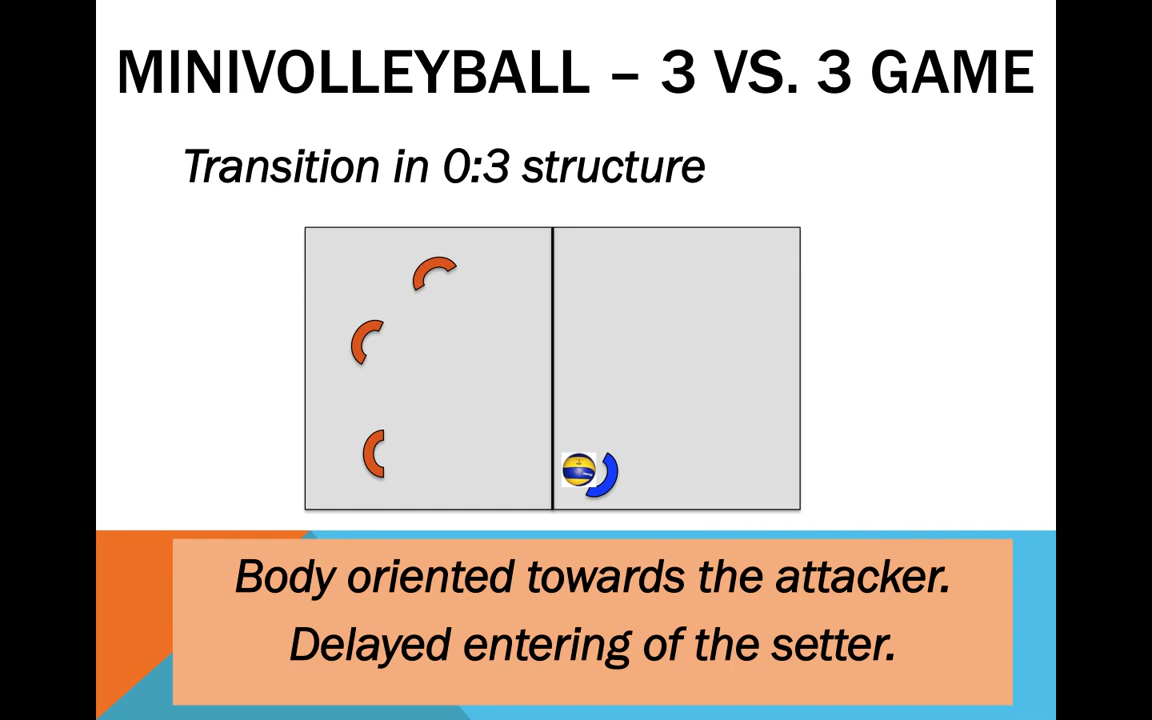 MINIVOLLEYBALL – 3 VS. 3 GAME
Transition in 0:3 structure
Body oriented towards the attacker.
Delayed entering of the setter.